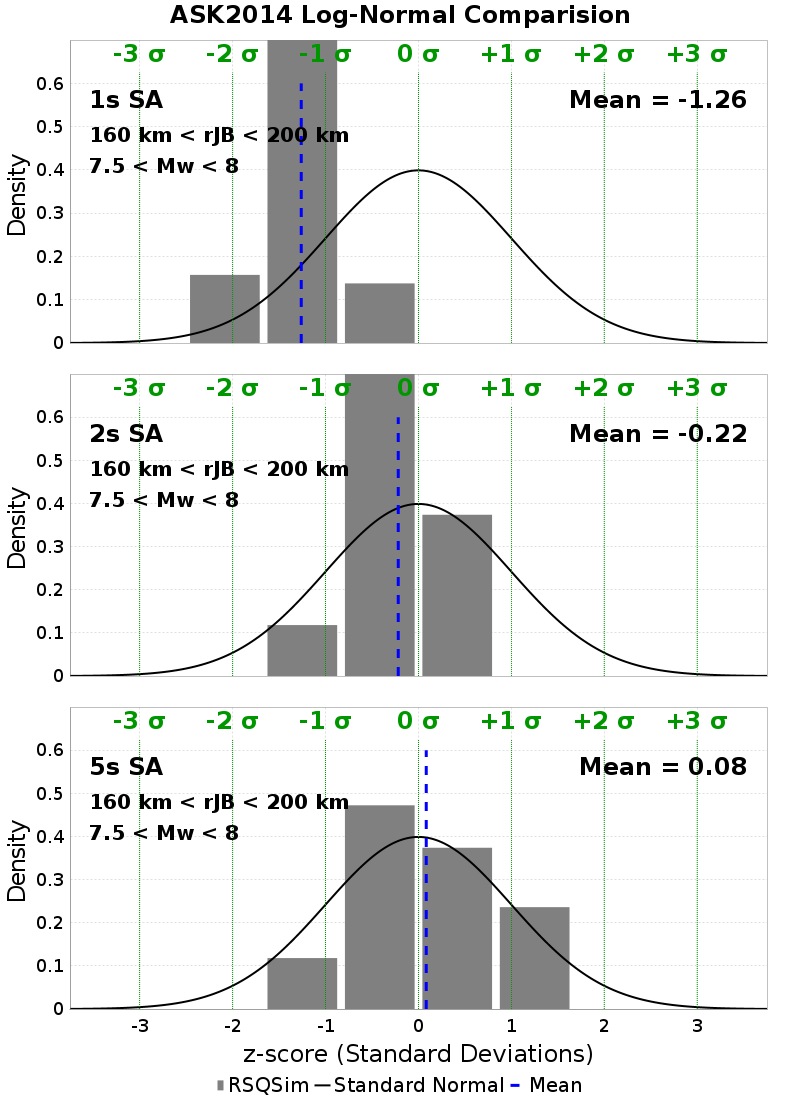 ASK2014 Log-Normal Comparision
-3 σ -2 σ -1 σ 0 σ +1 σ +2 σ +3 σ
1s SA
Mean = -1.26
160 km < rJB < 200 km
7.5 < Mw < 8
Density
0.6
0.5
0.4
0.3
0.2
0.1
0
-3 σ -2 σ -1 σ 0 σ +1 σ +2 σ +3 σ
2s SA
Mean = -0.22
160 km < rJB < 200 km
7.5 < Mw < 8
Density
0.6
0.5
0.4
0.3
0.2
0.1
0
-3 σ -2 σ -1 σ 0 σ +1 σ +2 σ +3 σ
5s SA
Mean = 0.08
160 km < rJB < 200 km
7.5 < Mw < 8
Density
0.6
0.5
0.4
0.3
0.2
0.1
0
-3 -2 -1 0 1 2 3
z-score (Standard Deviations)
RSQSim Standard Normal Mean